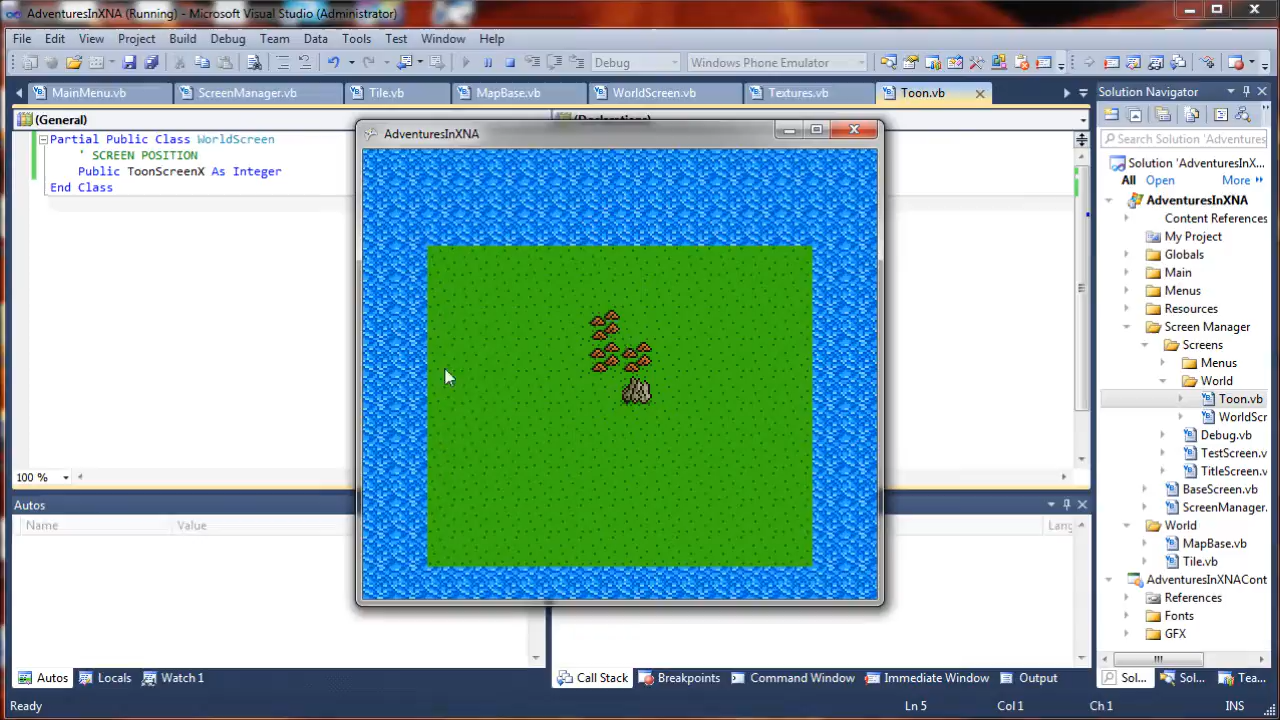 AdventuresInXNA (Running) - Microsoft Visual Studio (Administrator)
File Edit View Project Build Debug Team Data Tools Test Window Help
Debug Windows Phone Emulator
MainMenu.vb ScreenManager.vb Tile.vb MapBase.vb WorldScreen.vb Textures.vb Toon.vb
(General)
Partial Public Class WorldScreen
' SCREEN POSITION
Public ToonScreenX As Integer
End Class
100 %
AdventuresInXNA
Autos
Name Value Lang
Autos Locals Watch 1
Call Stack Breakpoints Command Window Immediate Window Output
Solution Navigator
Search Solution 'AdventuresInX
Solution 'AdventuresInX...
All Open More
AdventuresInXNA
Content References
My Project
Globals
Main
Menus
Resources
Screen Manager
Screens
Menus
World
Toon.vb
WorldScr
Debug.vb
TestScreen.v
TitleScreen.v
BaseScreen.vb
ScreenManager.
World
MapBase.vb
Tile.vb
AdventuresInXNACont
References
Fonts
GFX
Sol... Sol... Tea...
Ready Ln 5 Col 1 Ch 1 INS